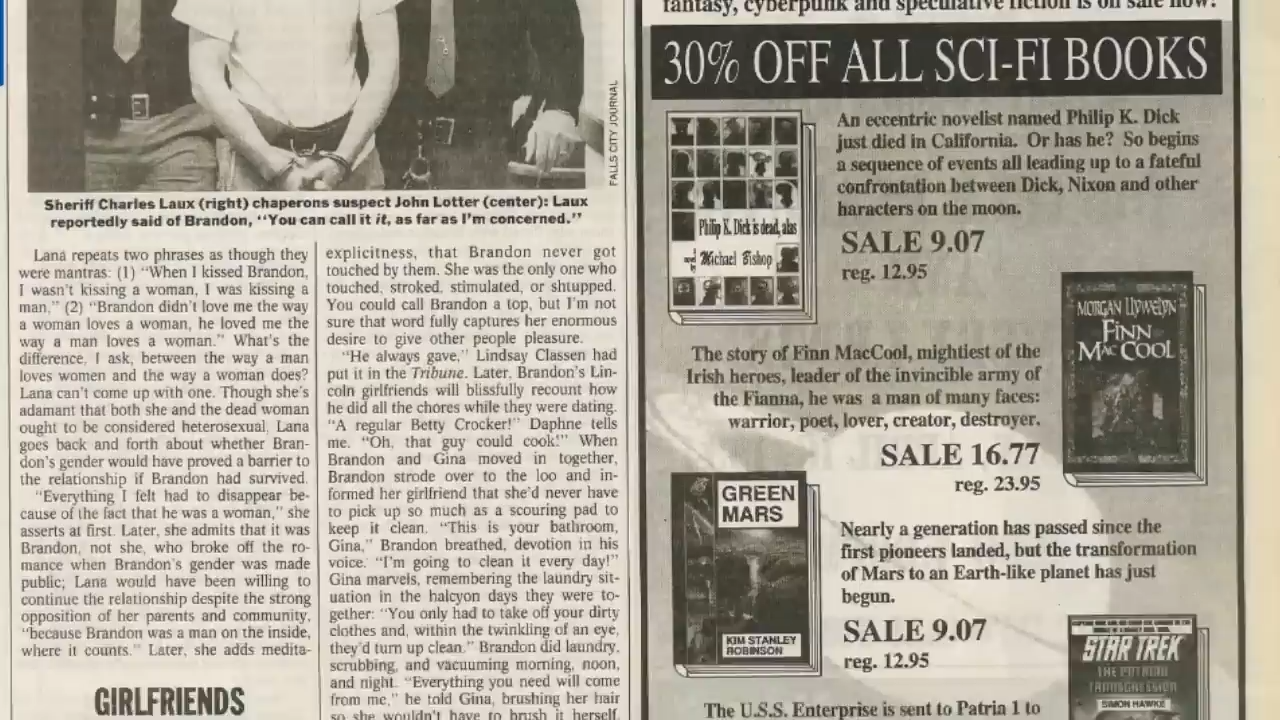 FALLS CITY JOURNAL
Sheriff Charles Laux (right) chaperons suspect John Lotter (center): Laux
reportedly said of Brandon, “You can call it it, as far as I’m concerned.”
Lana repeats two phrases as though they
were mantras: (1) “When I kissed Brandon,
I wasn’t kissing a woman, I was kissing a
man,” (2) “Brandon didn’t love me the way
a woman loves a woman, he loved me the
way a man loves a woman.” What’s the
difference, I ask, between the way a man
loves women and the way a woman does?
Lana can’t come up with one. Though she’s
adamant that both she and the dead woman
ought to be considered heterosexual, Lana
goes back and forth about whether Bran-
don’s gender would have proved a barrier to
the relationship if Brandon had survived.
“Everything I felt had to disappear be-
cause of the fact that he was a woman,” she
asserts at first. Later, she admits that it was
Brandon, not she, who broke off the ro-
mance when Brandon’s gender was made
public; Lana would have been willing to
continue the relationship despite the strong
opposition of her parents and community,
“because Brandon was a man on the inside,
where it counts.” Later, she adds medita-
GIRLFRIENDS
explicitness, that Brandon never got
touched by them. She was the only one who
touched, stroked, stimulated, or shtupped.
You could call Brandon a top, but I’m not
sure that word fully captures her enormous
desire to give other people pleasure.
“He always gave,” Lindsay Classen had
put it in the Tribune. Later, Brandon’s Lin-
coln girlfriends will blissfully recount how
he did all the chores while they were dating.
“A regular Betty Crocker!” Daphne tells
me. “Oh, that guy could cook!” When
Brandon and Gina moved in together,
Brandon strode over to the loo and in-
formed her girlfriend that she’d never have
to pick up so much as a scouring pad to
keep it clean. “This is your bathroom,
Gina,” Brandon breathed, devotion in his
voice. “I’m going to clean it every day!”
Gina marvels, remembering the laundry sit-
uation in the halcyon days they were to-
gether: “You only had to take off your dirty
clothes and, within the twinkling of an eye,
they’d turn up clean.” Brandon did laundry,
scrubbing, and vacuuming morning, noon,
and night. “Everything you need will come
from me,” he told Gina, brushing her hair
so she wouldn’t have to brush it herself.
fantasy, cyberpunk and speculative fiction is on sale now!
30% OFF ALL SCI-FI BOOKS
Philip K. Dick is dead, alas
Michael Bishop
An eccentric novelist named Philip K. Dick
just died in California. Or has he? So begins
a sequence of events all leading up to a fateful
confrontation between Dick, Nixon and other
haracters on the moon.
SALE 9.07
reg. 12.95
MORGAN LLYWELYN
FINN
MAC COOL
The story of Finn MacCool, mightiest of the
Irish heroes, leader of the invincible army of
the Fianna, he was a man of many faces:
warrior, poet, lover, creator, destroyer.
SALE 16.77
reg. 23.95
GREEN
MARS
KIM STANLEY
ROBINSON
Nearly a generation has passed since the
first pioneers landed, but the transformation
of Mars to an Earth-like planet has just
begun.
SALE 9.07
reg. 12.95
STAR TREK
THE PATRIAN
TRANSGRESSION
SIMON HAWKE
The U.S.S. Enterprise is sent to Patria 1 to